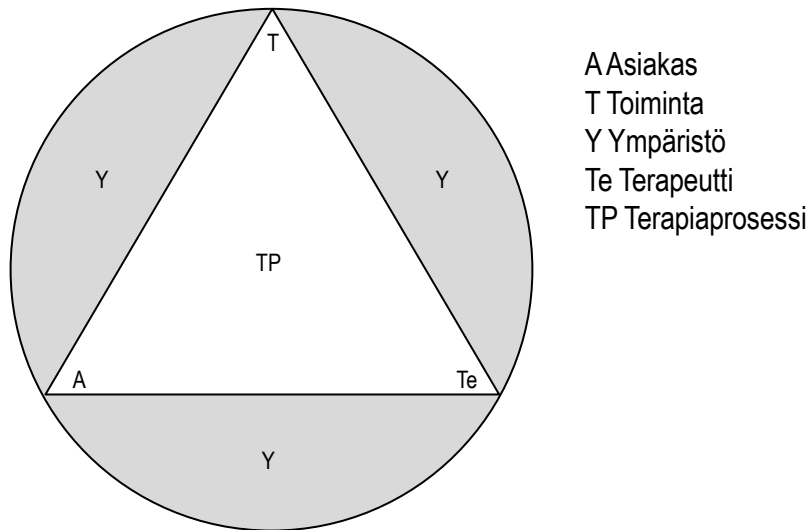 T
Y
Y
TP
A
Te
Y
A Asiakas
T Toiminta
Y Ympäristö
Te Terapeutti
TP Terapiaprosessi